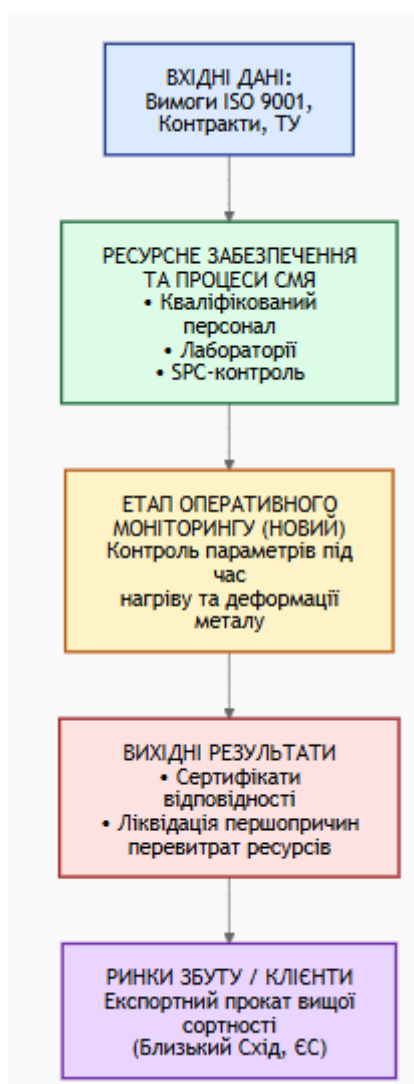 ВХІДНІ ДАНІ:
Вимоги ISO 9001,
Контракти, ТУ
РЕСУРСНЕ ЗАБЕЗПЕЧЕННЯ
ТА ПРОЦЕСИ СМЯ
• Кваліфікований
персонал
• Лабораторії
• SPC-контроль
ЕТАП ОПЕРАТИВНОГО
МОНІТОРИНГУ (НОВИЙ)
Контроль параметрів під
час
нагріву та деформації
металу
ВИХІДНІ РЕЗУЛЬТАТИ
• Сертифікати
відповідності
• Ліквідація першопричин
перевитрат ресурсів
РИНКИ ЗБУТУ / КЛІЄНТИ
Експортний прокат вищої
сортності
(Близький Схід, ЄС)